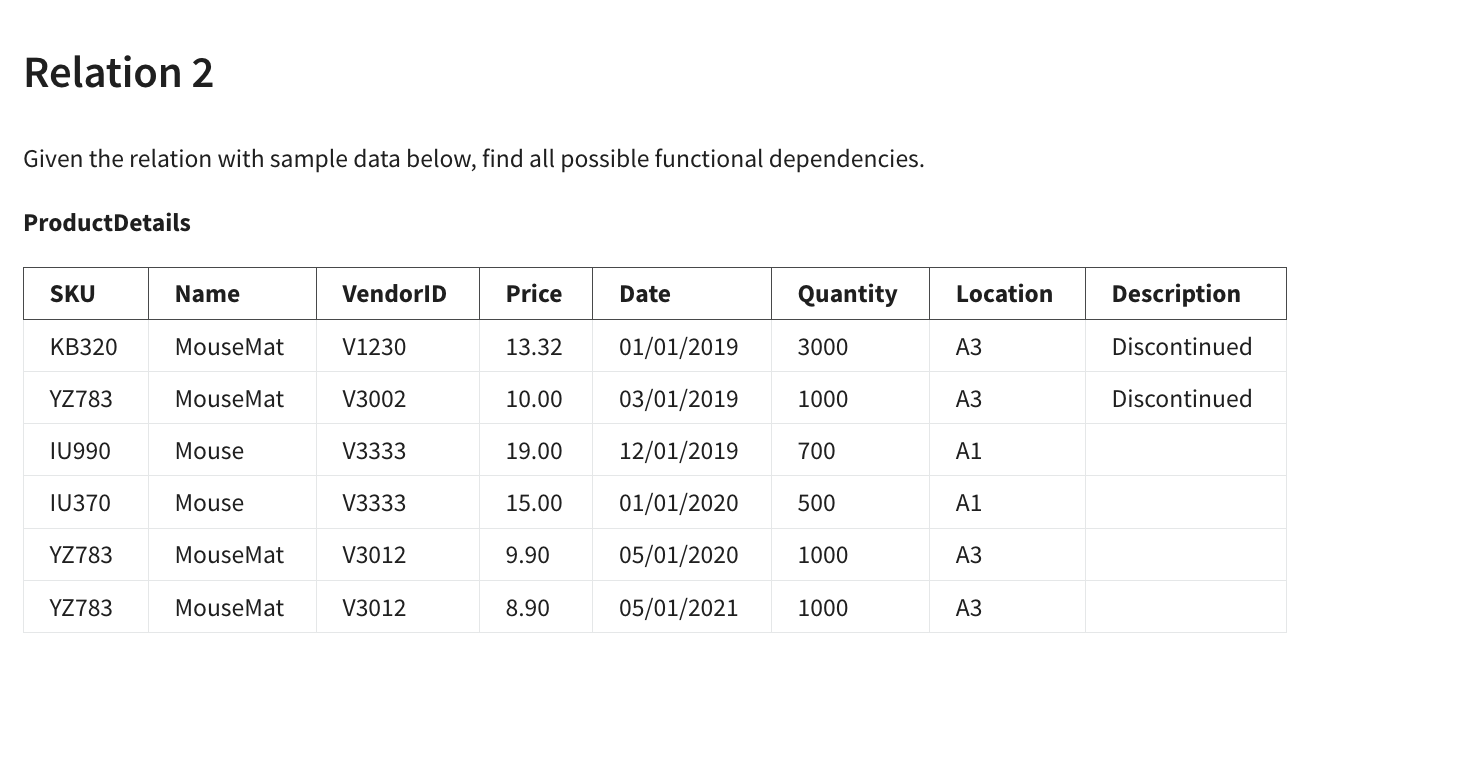 Relation 2
Given the relation with sample data below, find all possible functional dependencies.
ProductDetails
SKU Name VendorID Price Date Quantity Location Description
KB320 MouseMat V1230 13.32 01/01/2019 3000 A3 Discontinued
YZ783 MouseMat V3002 10.00 03/01/2019 1000 A3 Discontinued
IU990 Mouse V3333 19.00 12/01/2019 700 A1
IU370 Mouse V3333 15.00 01/01/2020 500 A1
YZ783 MouseMat V3012 9.90 05/01/2020 1000 A3
YZ783 MouseMat V3012 8.90 05/01/2021 1000 A3